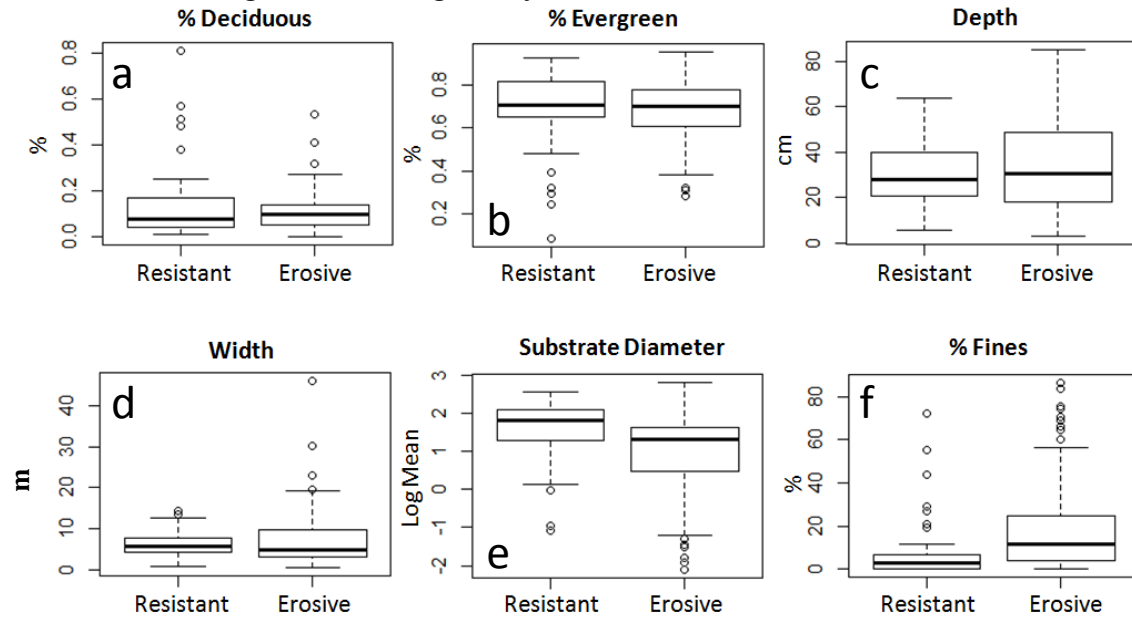 % Deciduous
% Evergreen
Depth
a
b
c
%
%
cm
0.0 0.2 0.4 0.6 0.8
0.2 0.4 0.6 0.8
0 20 40 60 80
Resistant Erosive
Resistant Erosive
Resistant Erosive
Width
Substrate Diameter
% Fines
d
e
f
m
Log Mean
%
0 10 20 30 40
-2 -1 0 1 2 3
0 20 40 60 80
Resistant Erosive
Resistant Erosive
Resistant Erosive